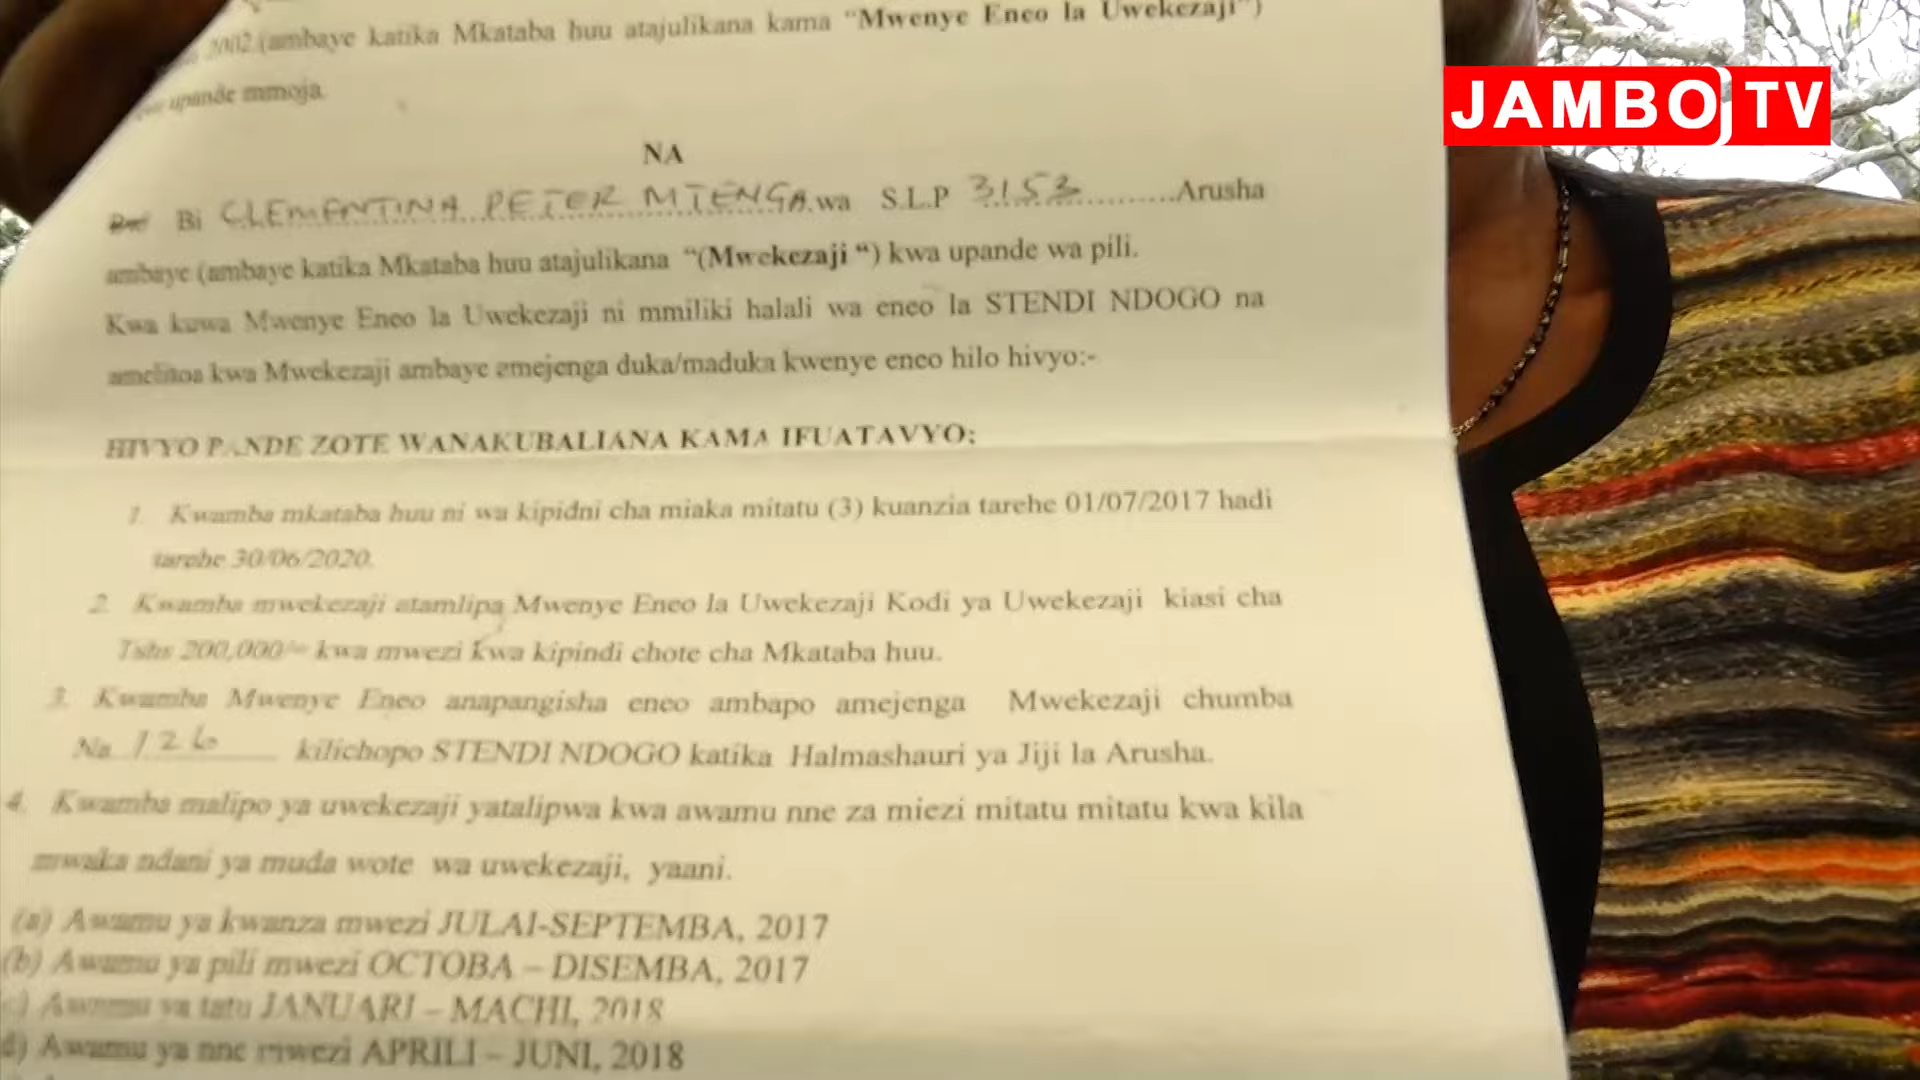 2002 (ambaye katika Mkataba huu atajulikana kama “Mwenye Eneo la Uwekezaji”)
upande mmoja.
JAMBO TV
NA
Bi CLEMENTINA PETER MTENGA wa S.L.P 3153 Arusha
ambaye (ambaye katika Mkataba huu atajulikana “(Mwekezaji “) kwa upande wa pili.
Kwa kuwa Mwenye Eneo la Uwekezaji ni mmiliki halali wa eneo la STENDI NDOGO na
amelitoa kwa Mwekezaji ambaye amejenga duka/maduka kwenye eneo hilo hivyo:-
HIVYO PANDE ZOTE WANAKUBALIANA KAMA IFUATAVYO;
1. Kwamba mkataba huu ni wa kipidni cha miaka mitatu (3) kuanzia tarehe 01/07/2017 hadi
tarehe 30/06/2020.
2. Kwamba mwekezaji atamlipa Mwenye Eneo la Uwekezaji Kodi ya Uwekezaji kiasi cha
Tshs 200,000/= kwa mwezi kwa kipindi chote cha Mkataba huu.
3. Kwamba Mwenye Eneo anapangisha eneo ambapo amejenga Mwekezaji chumba
Na 126 kilichopo STENDI NDOGO katika Halmashauri ya Jiji la Arusha.
4. Kwamba malipo ya uwekezaji yatalipwa kwa awamu nne za miezi mitatu mitatu kwa kila
mwaka ndani ya muda wote wa uwekezaji, yaani.
(a) Awamu ya kwanza mwezi JULAI-SEPTEMBA, 2017
(b) Awamu ya pili mwezi OCTOBA – DISEMBA, 2017
c) Awamu ya tatu JANUARI – MACHI, 2018
d) Awamu ya nne mwezi APRILI – JUNI, 2018